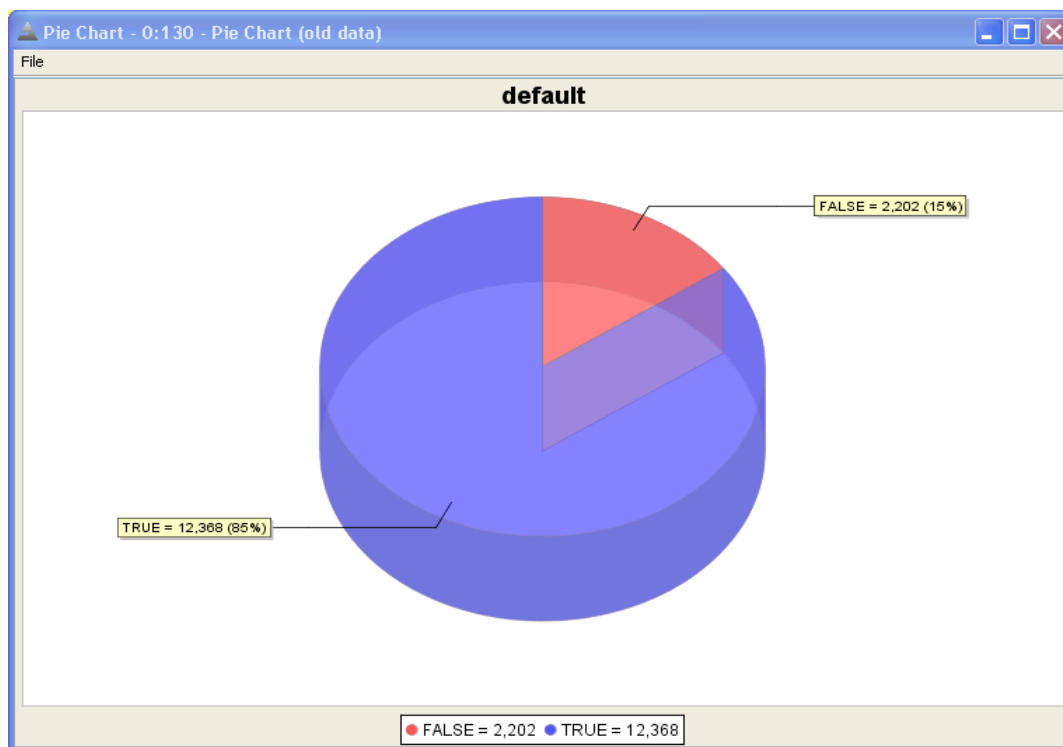 Pie Chart - 0:130 - Pie Chart (old data)
File
default
FALSE = 2,202 (15%)
TRUE = 12,368 (85%)
FALSE = 2,202 TRUE = 12,368